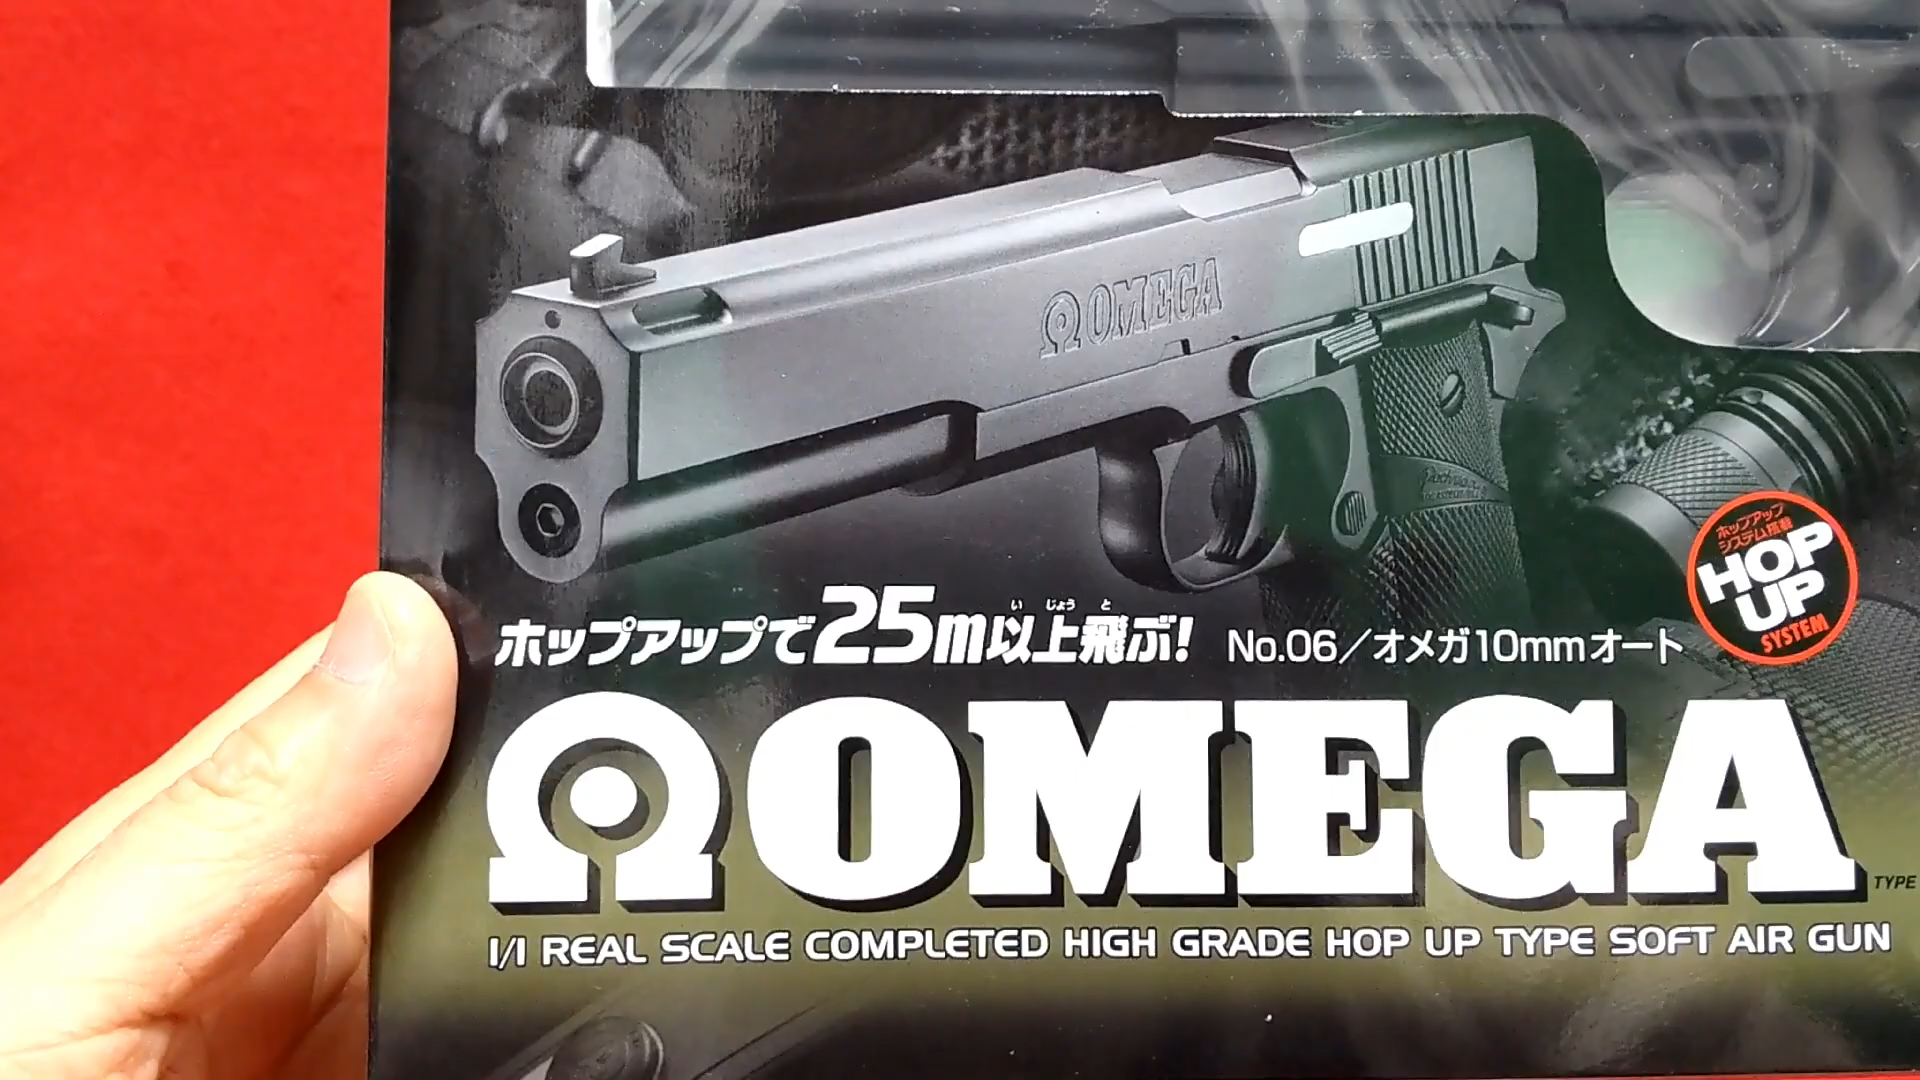 ΩOMEGA
ホップアップ
システム搭載
HOP
UP
SYSTEM
ホップアップで25m以上飛ぶ!
い じょう と
No.06/オメガ10mmオート
ΩOMEGA
TYPE
1/1 REAL SCALE COMPLETED HIGH GRADE HOP UP TYPE SOFT AIR GUN